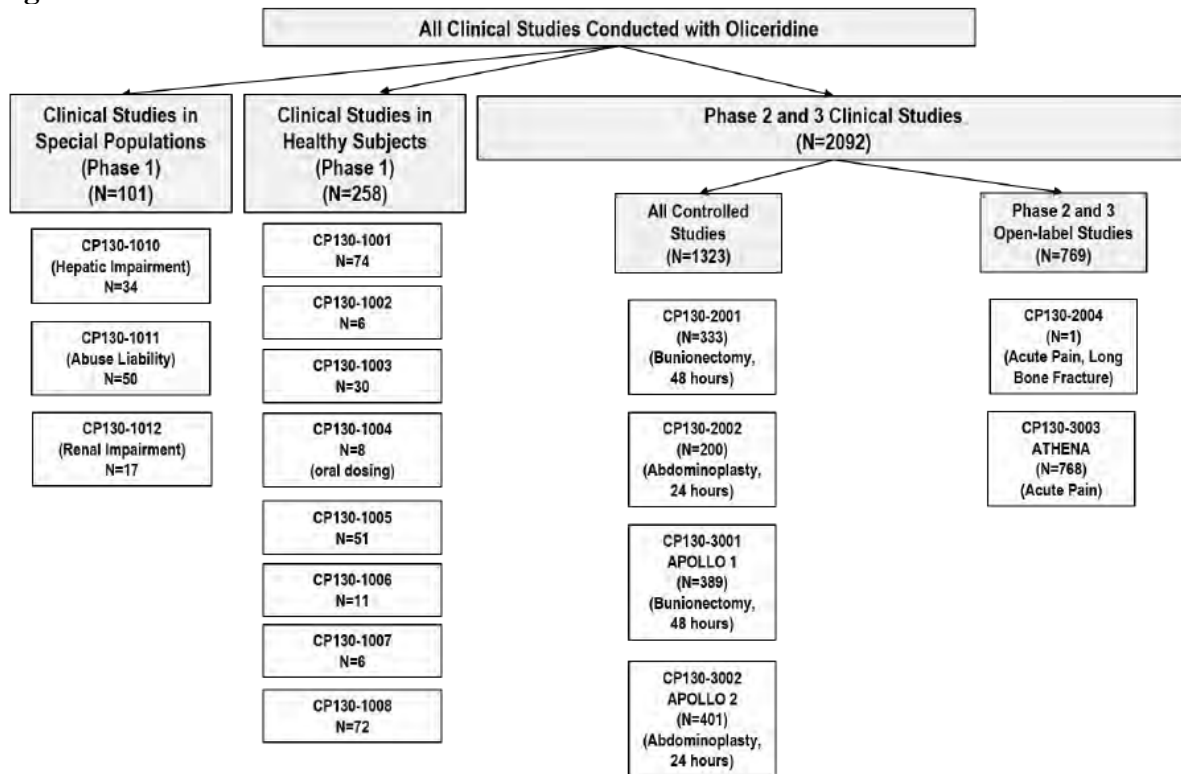 All Clinical Studies Conducted with Oliceridine
Clinical Studies in
Special Populations
(Phase 1)
(N=101)
CP130-1010
(Hepatic Impairment)
N=34
CP130-1011
(Abuse Liability)
N=50
CP130-1012
(Renal Impairment)
N=17
Clinical Studies in
Healthy Subjects
(Phase 1)
(N=258)
CP130-1001
N=74
CP130-1002
N=6
CP130-1003
N=30
CP130-1004
N=8
(oral dosing)
CP130-1005
N=51
CP130-1006
N=11
CP130-1007
N=6
CP130-1008
N=72
Phase 2 and 3 Clinical Studies
(N=2092)
All Controlled
Studies
(N=1323)
CP130-2001
(N=333)
(Bunionectomy,
48 hours)
CP130-2002
(N=200)
(Abdominoplasty,
24 hours)
CP130-3001
APOLLO 1
(N=389)
(Bunionectomy,
48 hours)
CP130-3002
APOLLO 2
(N=401)
(Abdominoplasty,
24 hours)
Phase 2 and 3
Open-label Studies
(N=769)
CP130-2004
(N=1)
(Acute Pain, Long
Bone Fracture)
CP130-3003
ATHENA
(N=768)
(Acute Pain)